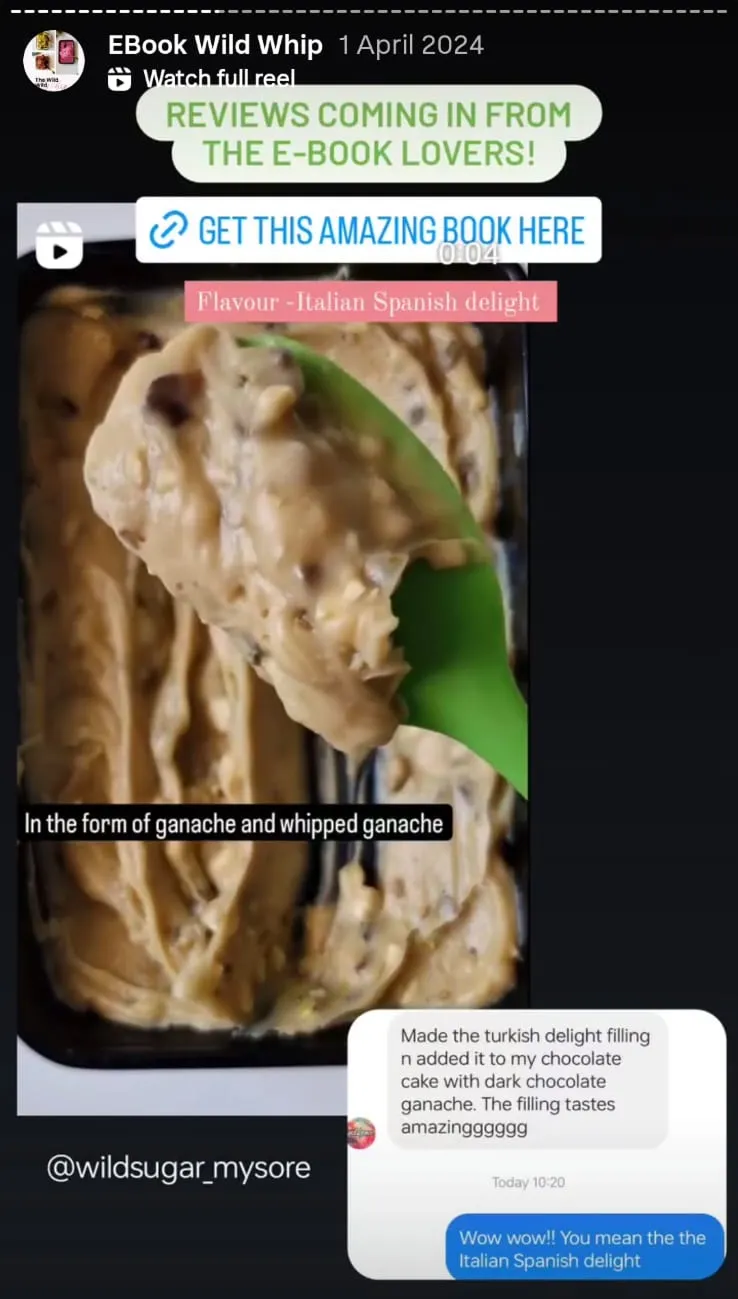 EBook Wild Whip 1 April 2024
Watch full reel
REVIEWS COMING IN FROM
THE E-BOOK LOVERS!
GET THIS AMAZING BOOK HERE
0:04
Flavour -Italian Spanish delight
In the form of ganache and whipped ganache
Made the turkish delight filling
n added it to my chocolate
cake with dark chocolate
ganache. The filling tastes
amazingggggg
@wildsugar_mysore
Today 10:20
Wow wow!! You mean the the
Italian Spanish delight